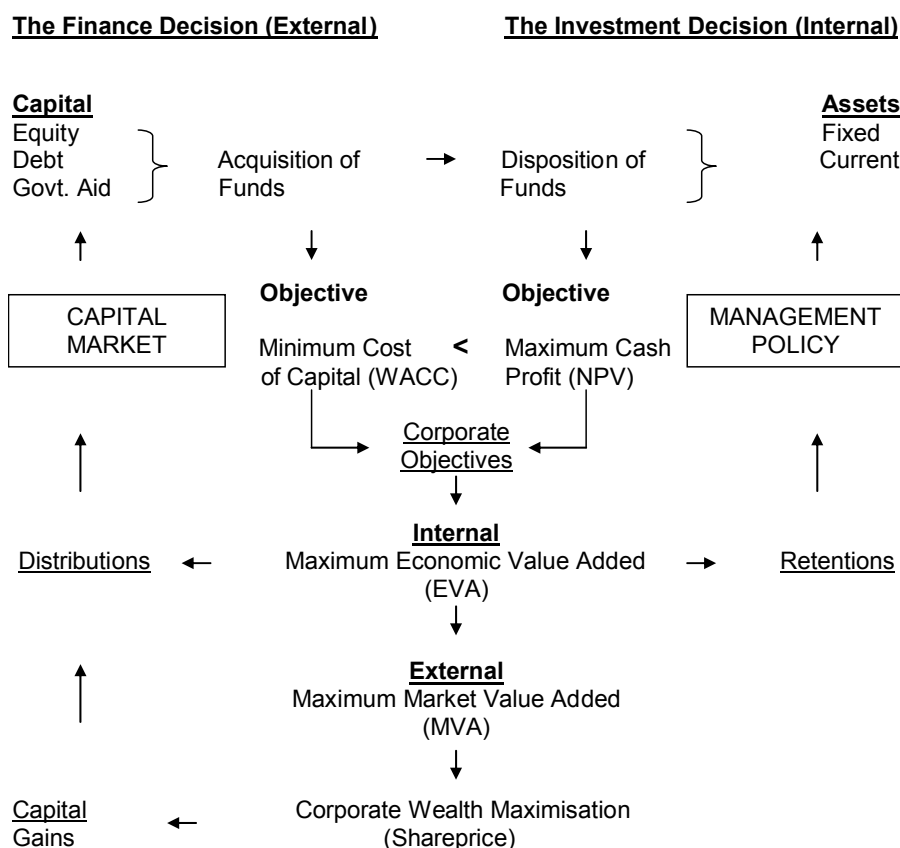 The Finance Decision (External)
The Investment Decision (Internal)
Capital
Equity
Debt
Govt. Aid
Acquisition of
Funds
Disposition of
Funds
Assets
Fixed
Current
CAPITAL
MARKET
Objective
Minimum Cost
of Capital (WACC)
<
Objective
Maximum Cash
Profit (NPV)
MANAGEMENT
POLICY
Corporate
Objectives
Distributions
Internal
Maximum Economic Value Added
(EVA)
Retentions
External
Maximum Market Value Added
(MVA)
Capital
Gains
Corporate Wealth Maximisation
(Shareprice)